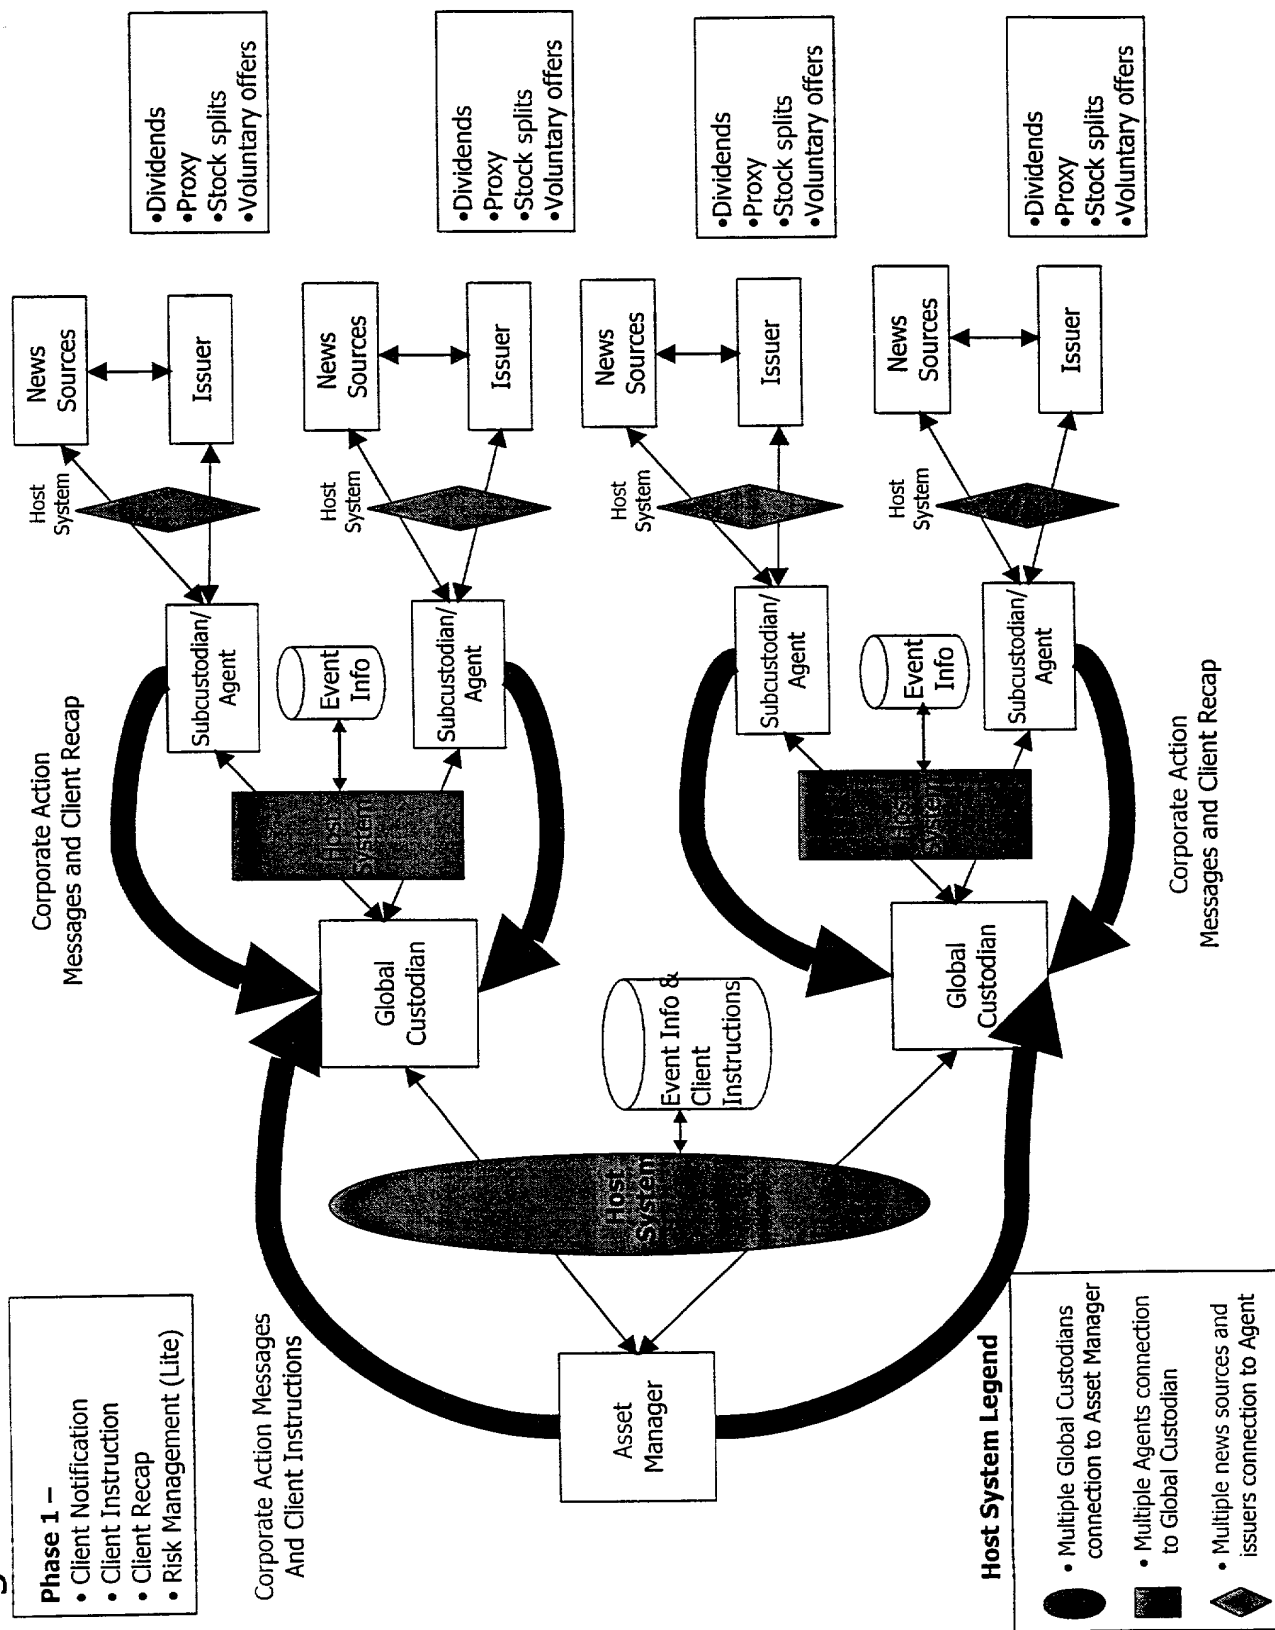 Phase 1 –
• Client Notification
• Client Instruction
• Client Recap
• Risk Management (Lite)
Corporate Action Messages
And Client Instructions
Asset
Manager
Host
System
Event Info &
Client
Instructions
Corporate Action
Messages and Client Recap
Global
Custodian
Host
System
Event
Info
Subcustodian/
Agent
Subcustodian/
Agent
Host
System
News
Sources
Issuer
•Dividends
•Proxy
•Stock splits
•Voluntary offers
Host
System
News
Sources
Issuer
•Dividends
•Proxy
•Stock splits
•Voluntary offers
Global
Custodian
Host
System
Event
Info
Subcustodian/
Agent
Subcustodian/
Agent
Host
System
News
Sources
Issuer
•Dividends
•Proxy
•Stock splits
•Voluntary offers
Host
System
News
Sources
Issuer
•Dividends
•Proxy
•Stock splits
•Voluntary offers
Corporate Action
Messages and Client Recap
Host System Legend
• Multiple Global Custodians
connection to Asset Manager
• Multiple Agents connection
to Global Custodian
• Multiple news sources and
issuers connection to Agent